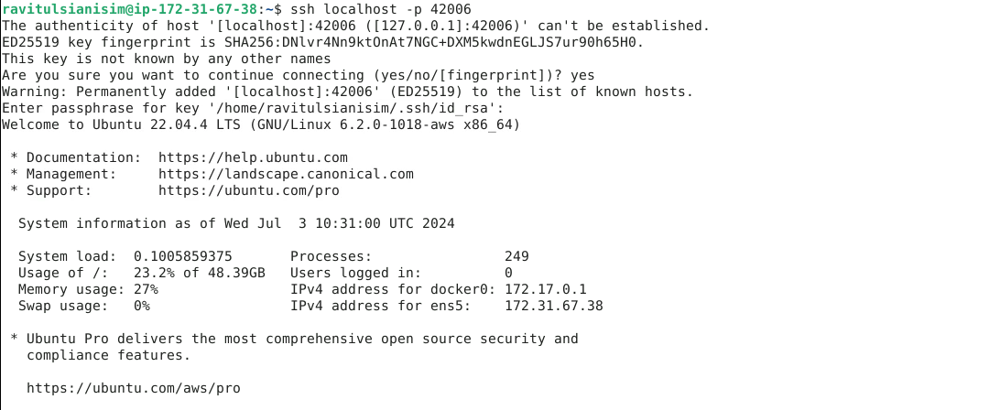 ravitulsianisim@ip-172-31-67-38:~$ ssh localhost -p 42006
The authenticity of host '[localhost]:42006 ([127.0.0.1]:42006)' can't be established.
ED25519 key fingerprint is SHA256:DNlvr4Nn9ktOnAt7NGC+DXM5kwdnEGLJS7ur90h65H0.
This key is not known by any other names
Are you sure you want to continue connecting (yes/no/[fingerprint])? yes
Warning: Permanently added '[localhost]:42006' (ED25519) to the list of known hosts.
Enter passphrase for key '/home/ravitulsianisim/.ssh/id_rsa':
Welcome to Ubuntu 22.04.4 LTS (GNU/Linux 6.2.0-1018-aws x86_64)

 * Documentation:  https://help.ubuntu.com
 * Management:     https://landscape.canonical.com
 * Support:        https://ubuntu.com/pro

  System information as of Wed Jul  3 10:31:00 UTC 2024

  System load:  0.1005859375       Processes:                249
  Usage of /:   23.2% of 48.39GB   Users logged in:          0
  Memory usage: 27%                IPv4 address for docker0: 172.17.0.1
  Swap usage:   0%                 IPv4 address for ens5:    172.31.67.38

 * Ubuntu Pro delivers the most comprehensive open source security and
   compliance features.

   https://ubuntu.com/aws/pro